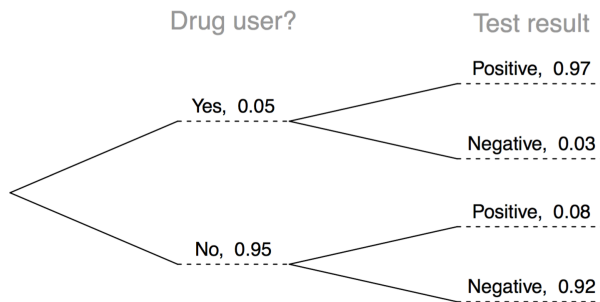 Drug user?
Test result
Positive, 0.97
Yes, 0.05
Negative, 0.03
Positive, 0.08
No, 0.95
Negative, 0.92